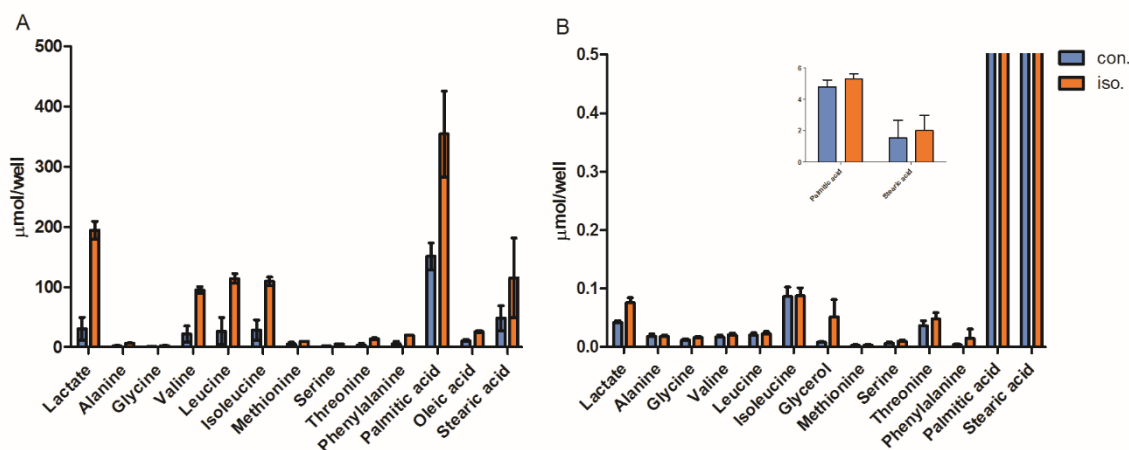 A
μmol/well
500
400
300
200
100
0
Lactate
Alanine
Glycine
Valine
Leucine
Isoleucine
Methionine
Serine
Threonine
Phenylalanine
Palmitic acid
Oleic acid
Stearic acid
B
μmol/well
0.5
0.4
0.3
0.2
0.1
0.0
6
4
2
0
Palmitic acid
Stearic acid
Lactate
Alanine
Glycine
Valine
Leucine
Isoleucine
Glycerol
Methionine
Serine
Threonine
Phenylalanine
Palmitic acid
Stearic acid
con.
iso.